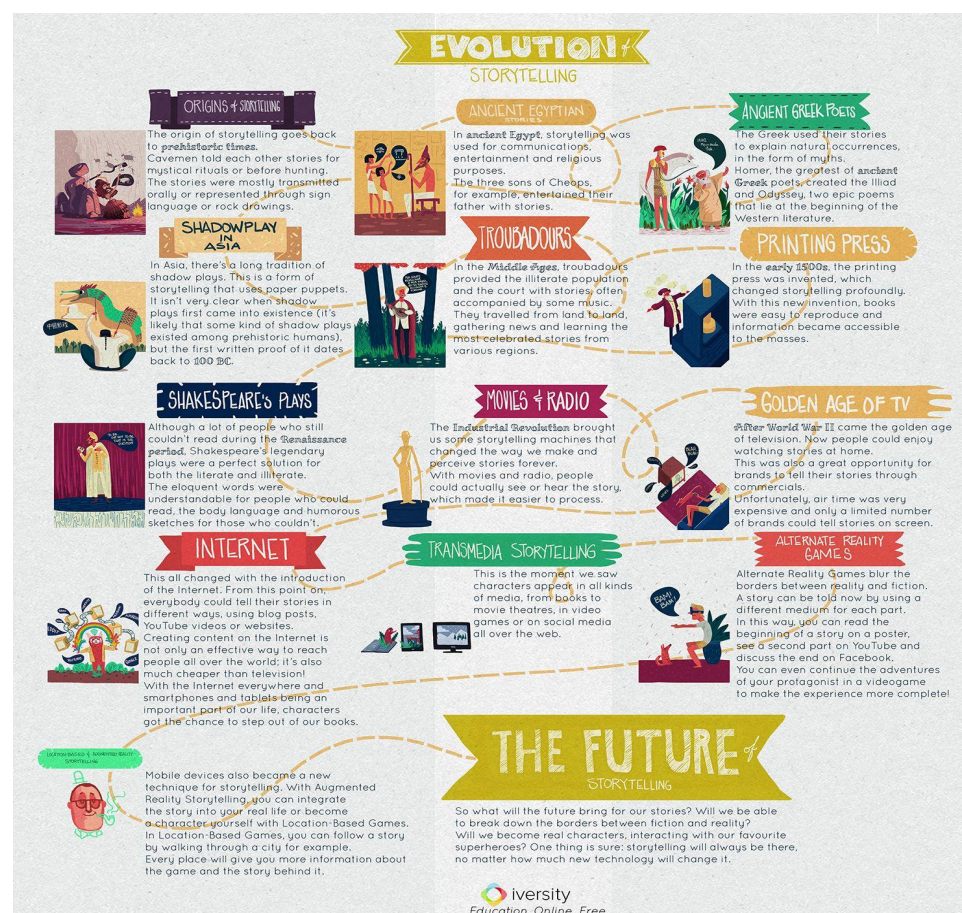 EVOLUTION of
STORYTELLING
ORIGINS of STORYTELLING
The origin of storytelling goes back
to prehistoric times.
Cavemen told each other stories for
mystical rituals or before hunting.
The stories were mostly transmitted
orally or represented through sign
language or rock drawings.
ANCIENT EGYPTIAN
STORIES
In ancient Egypt, storytelling was
used for communications,
entertainment and religious
purposes.
The three sons of Cheops,
for example, entertained their
father with stories.
ANCIENT GREEK POETS
The Greek used their stories
to explain natural occurrences,
in the form of myths.
Homer, the greatest of ancient
Greek poets, created the Illiad
and Odyssey, two epic poems
that lie at the beginning of the
Western literature.
SHADOWPLAY
IN
ASIA
In Asia, there's a long tradition of
shadow plays. This is a form of
storytelling that uses paper puppets.
It isn't very clear when shadow
plays first came into existence (it's
likely that some kind of shadow plays
existed among prehistoric humans),
but the first written proof of it dates
back to 100 BC.
TROUBADOURS
In the Middle Ages, troubadours
provided the illiterate population
and the court with stories, often
accompanied by some music.
They travelled from land to land,
gathering news and learning the
most celebrated stories from
various regions.
PRINTING PRESS
In the early 1500s, the printing
press was invented, which
changed storytelling profoundly.
With this new invention, books
were easy to reproduce and
information became accessible
to the masses.
SHAKESPEARE'S PLAYS
Although a lot of people who still
couldn't read during the Renaissance
period, Shakespeare's legendary
plays were a perfect solution for
both the literate and illiterate.
The eloquent words were
understandable for people who could
read, the body language and humorous
sketches for those who couldn't.
MOVIES & RADIO
The Industrial Revolution brought
us some storytelling machines that
changed the way we make and
perceive stories forever.
With movies and radio, people
could actually see or hear the story,
which made it easier to process.
GOLDEN AGE OF TV
After World War II came the golden age
of television. Now people could enjoy
watching stories at home.
This was also a great opportunity for
brands to tell their stories through
commercials.
Unfortunately, air time was very
expensive and only a limited number
of brands could tell stories on screen.
INTERNET
This all changed with the introduction
of the Internet. From this point on,
everybody could tell their stories in
different ways, using blog posts,
YouTube videos or websites.
Creating content on the Internet is
not only an effective way to reach
people all over the world; it's also
much cheaper than television!
With the Internet everywhere and
smartphones and tablets being an
important part of our life, characters
got the chance to step out of our books.
TRANSMEDIA STORYTELLING
This is the moment we saw
characters appear in all kinds
of media, from books to
movie theatres, in video
games or on social media
all over the web.
ALTERNATE REALITY
GAMES
BAM!
BAM!
Alternate Reality Games blur the
borders between reality and fiction.
A story can be told now by using a
different medium for each part.
In this way, you can read the
beginning of a story on a poster,
see a second part on YouTube and
discuss the end on Facebook.
You can even continue the adventures
of your protagonist in a videogame
to make the experience more complete!
LOCATION-BASED & AUGMENTED REALITY
STORYTELLING
Mobile devices also became a new
technique for storytelling. With Augmented
Reality Storytelling, you can integrate
the story into your real life or become
a character yourself with Location-Based Games.
In Location-Based Games, you can follow a story
by walking through a city for example.
Every place will give you more information about
the game and the story behind it.
THE FUTURE of
STORYTELLING
So what will the future bring for our stories? Will we be able
to break down the borders between fiction and reality?
Will we become real characters, interacting with our favourite
superheroes? One thing is sure: storytelling will always be there,
no matter how much new technology will change it.
iversity
Education. Online. Free.